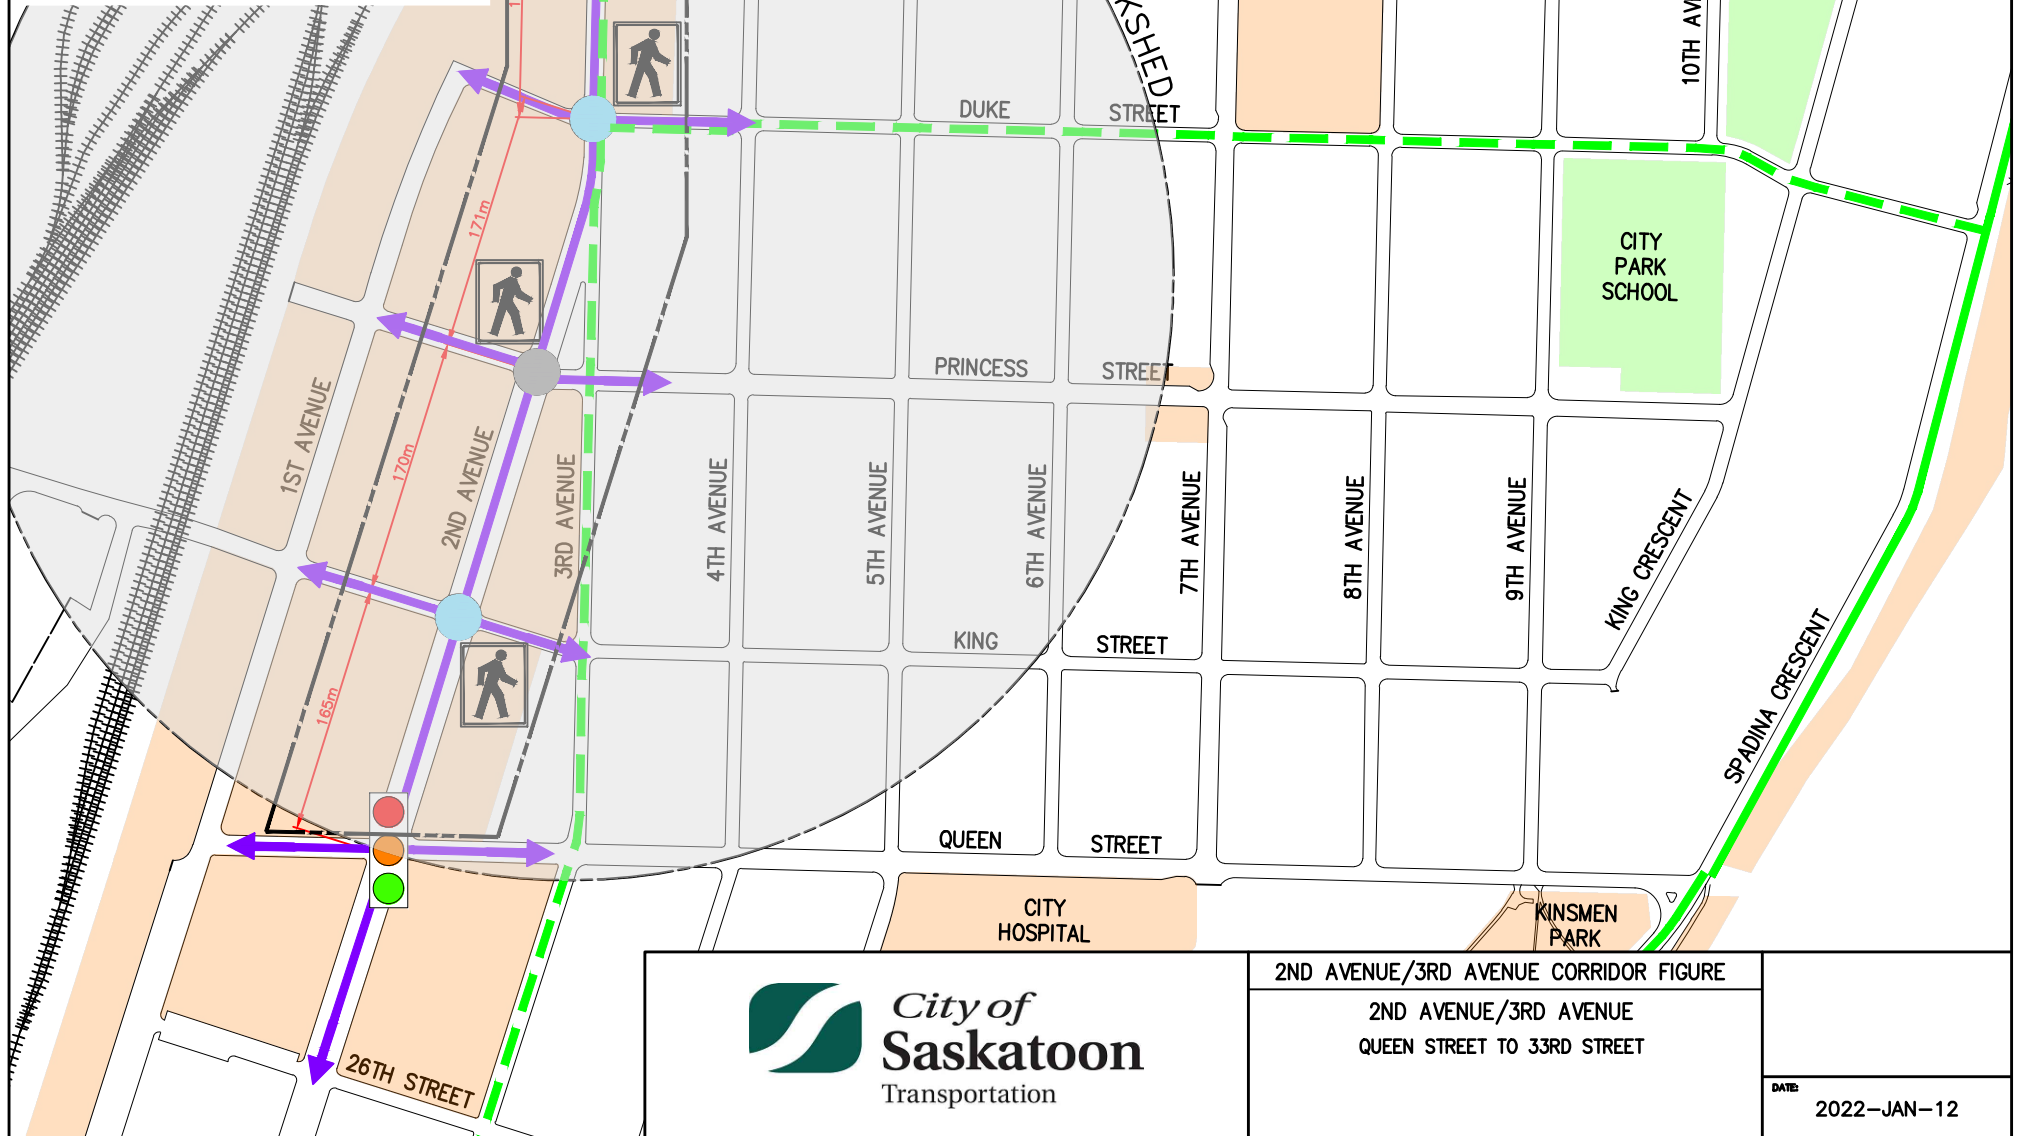 KSHED
10TH AV
DUKE STREET
171m
CITY
PARK
SCHOOL
PRINCESS STREET
1ST AVENUE
170m
2ND AVENUE
3RD AVENUE
4TH AVENUE
5TH AVENUE
6TH AVENUE
7TH AVENUE
8TH AVENUE
9TH AVENUE
KING CRESCENT
KING STREET
165m
SPADINA CRESCENT
QUEEN STREET
CITY
HOSPITAL
KINSMEN
PARK
26TH STREET
City of
Saskatoon
Transportation
2ND AVENUE/3RD AVENUE CORRIDOR FIGURE
2ND AVENUE/3RD AVENUE
QUEEN STREET TO 33RD STREET
DATE:
2022-JAN-12